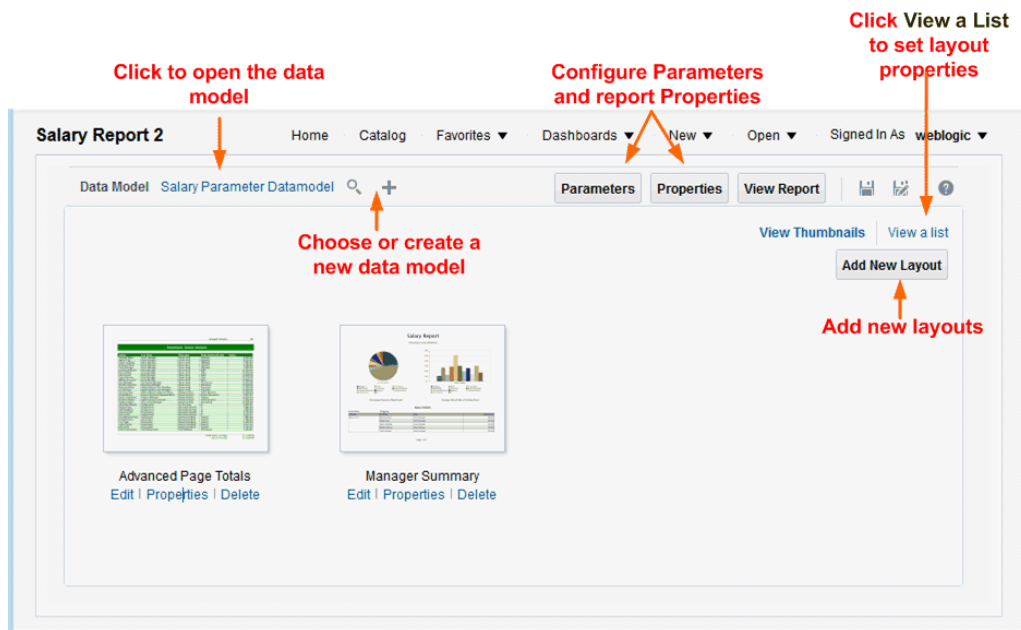 Click View a List
to set layout
properties
Click to open the data
model
Configure Parameters
and report Properties
Salary Report 2
Home
Catalog
Favorites
Dashboards
New
Open
Signed In As weblogic
Data Model Salary Parameter Datamodel
Parameters
Properties
View Report
Choose or create a
new data model
View Thumbnails
View a list
Add New Layout
Add new layouts
Salary Report
Advanced Page Totals
Edit | Properties | Delete
Manager Summary
Edit | Properties | Delete